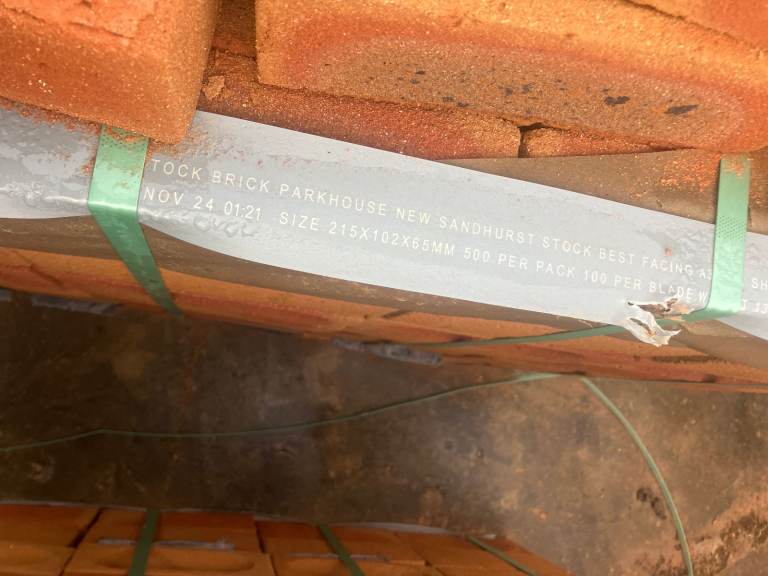 TOCK BRICK PARKHOUSE NEW SANDHURST STOCK BEST FACING
NOV 24 01:21 SIZE 215X102X65MM 500 PER PACK 100 PER BLADE